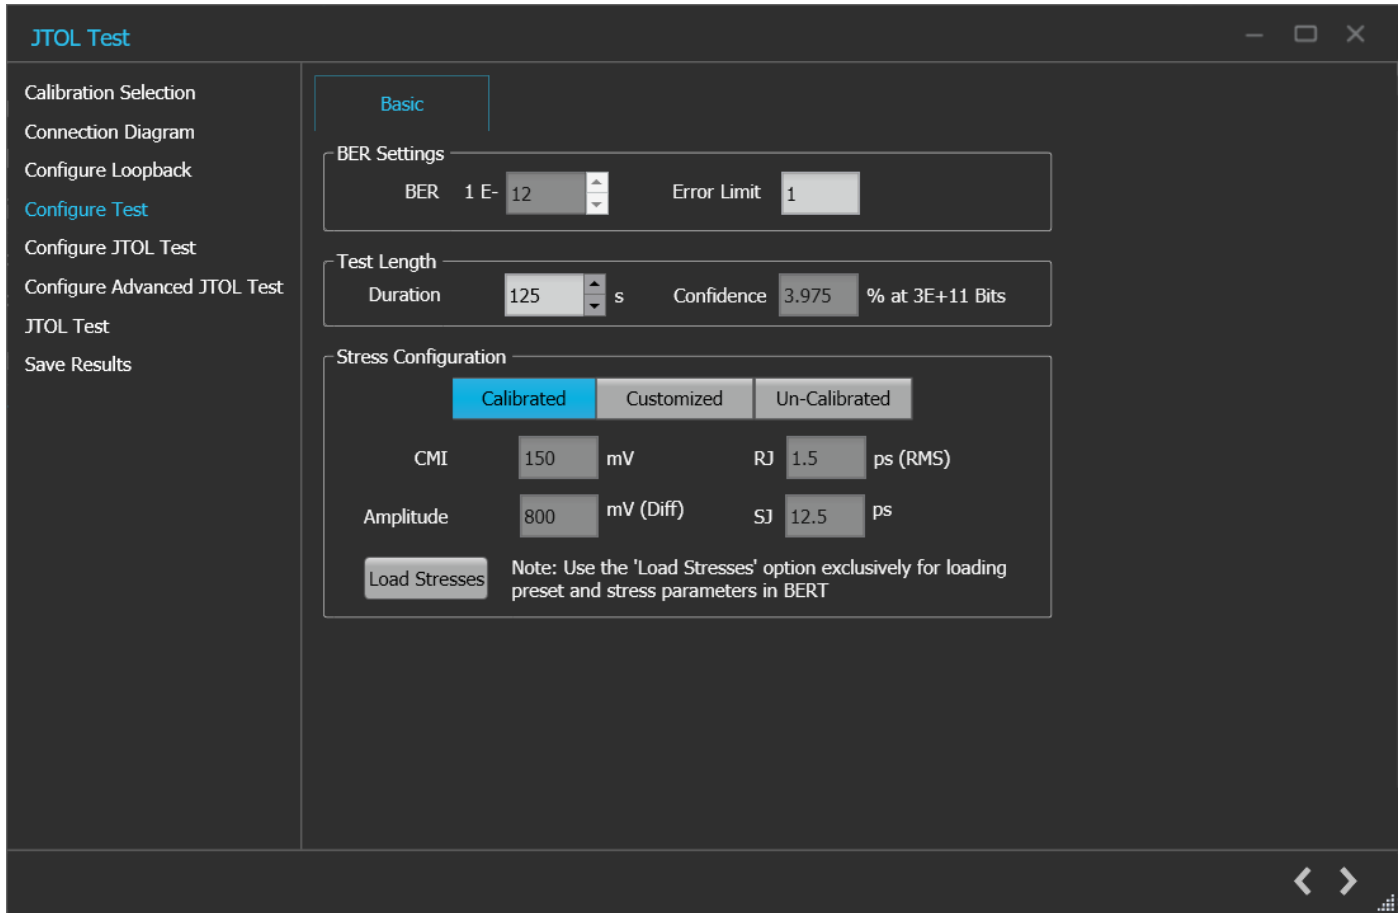 JTOL Test
Calibration Selection
Connection Diagram
Configure Loopback
Configure Test
Configure JTOL Test
Configure Advanced JTOL Test
JTOL Test
Save Results
Basic
BER Settings
BER 1 E- 12 Error Limit 1
Test Length
Duration 125 s Confidence 3.975 % at 3E+11 Bits
Stress Configuration
Calibrated Customized Un-Calibrated
CMI 150 mV RJ 1.5 ps (RMS)
Amplitude 800 mV (Diff) SJ 12.5 ps
Load Stresses
Note: Use the 'Load Stresses' option exclusively for loading
preset and stress parameters in BERT